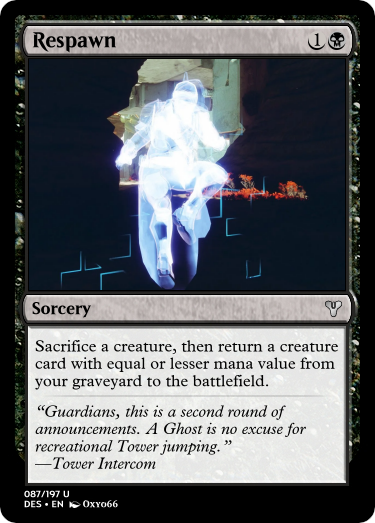 Respawn 1
Sorcery
Sacrifice a creature, then return a creature
card with equal or lesser mana value from
your graveyard to the battlefield.
“Guardians, this is a second round of
announcements. A Ghost is no excuse for
recreational Tower jumping.”
—Tower Intercom
087/197 U
DES • EN Oxyo66